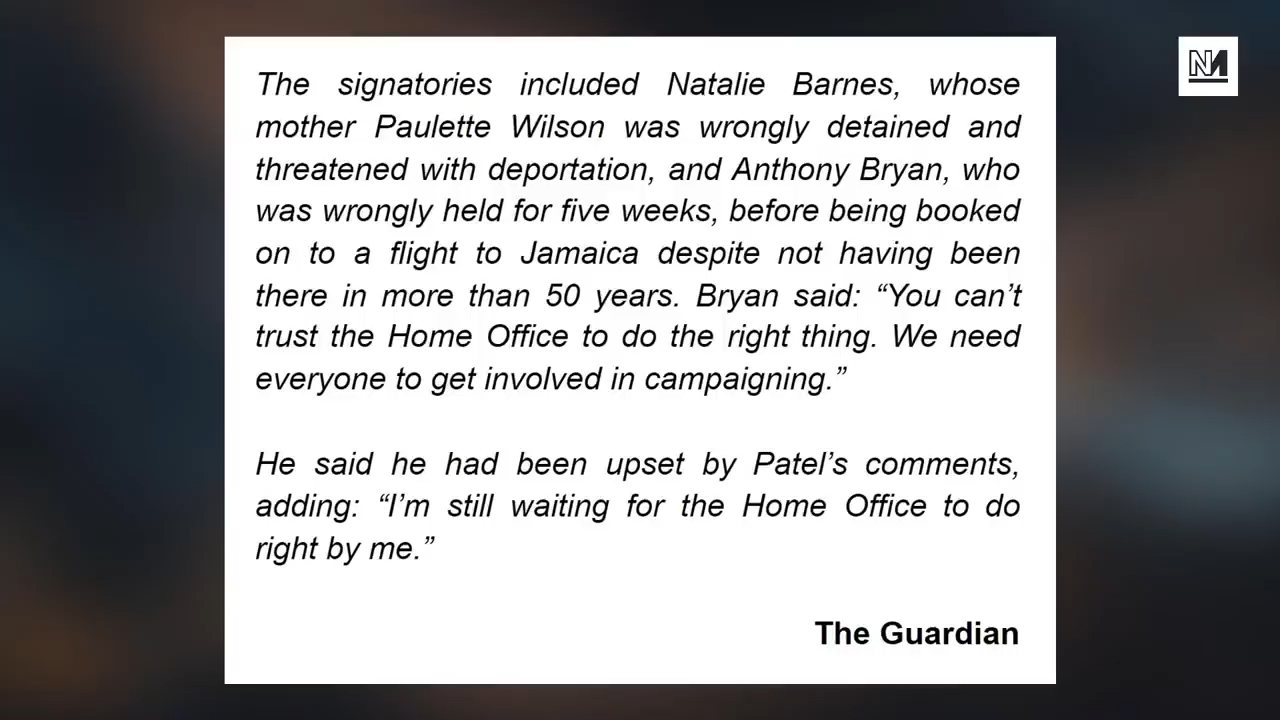 The signatories included Natalie Barnes, whose
mother Paulette Wilson was wrongly detained and
threatened with deportation, and Anthony Bryan, who
was wrongly held for five weeks, before being booked
on to a flight to Jamaica despite not having been
there in more than 50 years. Bryan said: “You can’t
trust the Home Office to do the right thing. We need
everyone to get involved in campaigning.”
He said he had been upset by Patel’s comments,
adding: “I’m still waiting for the Home Office to do
right by me.”
The Guardian
NM